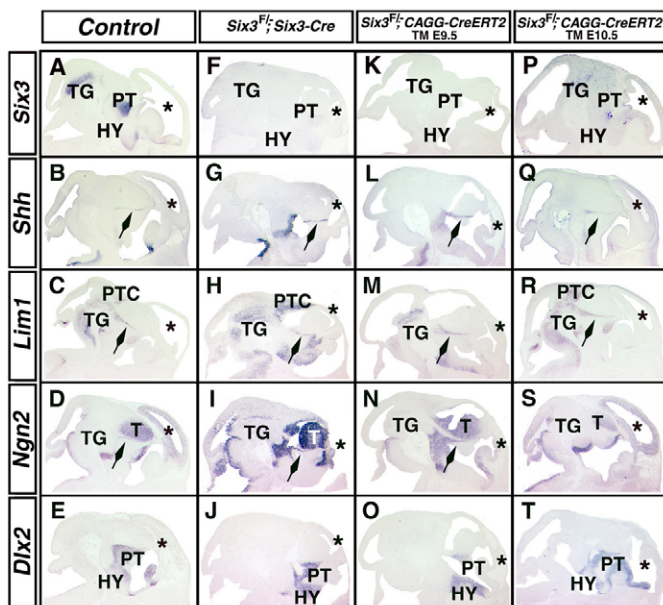 Control
Six3F/-; Six3-Cre
Six3F/-; CAGG-CreERT2
TM E9.5
Six3F/-; CAGG-CreERT2
TM E10.5
Six3
A
TG
PT
*
HY
F
TG
PT
*
HY
K
TG
PT
*
HY
P
TG
PT
*
HY
Shh
B
*
G
*
L
*
Q
*
Lim1
C
PTC
TG
*
H
PTC
*
TG
M
TG
*
R
PTC
TG
*
Ngn2
D
TG
T
*
I
TG
T
*
N
TG
T
*
S
TG
T
*
Dlx2
E
*
PT
HY
J
*
PT
HY
O
*
PT
HY
T
PT
*
HY